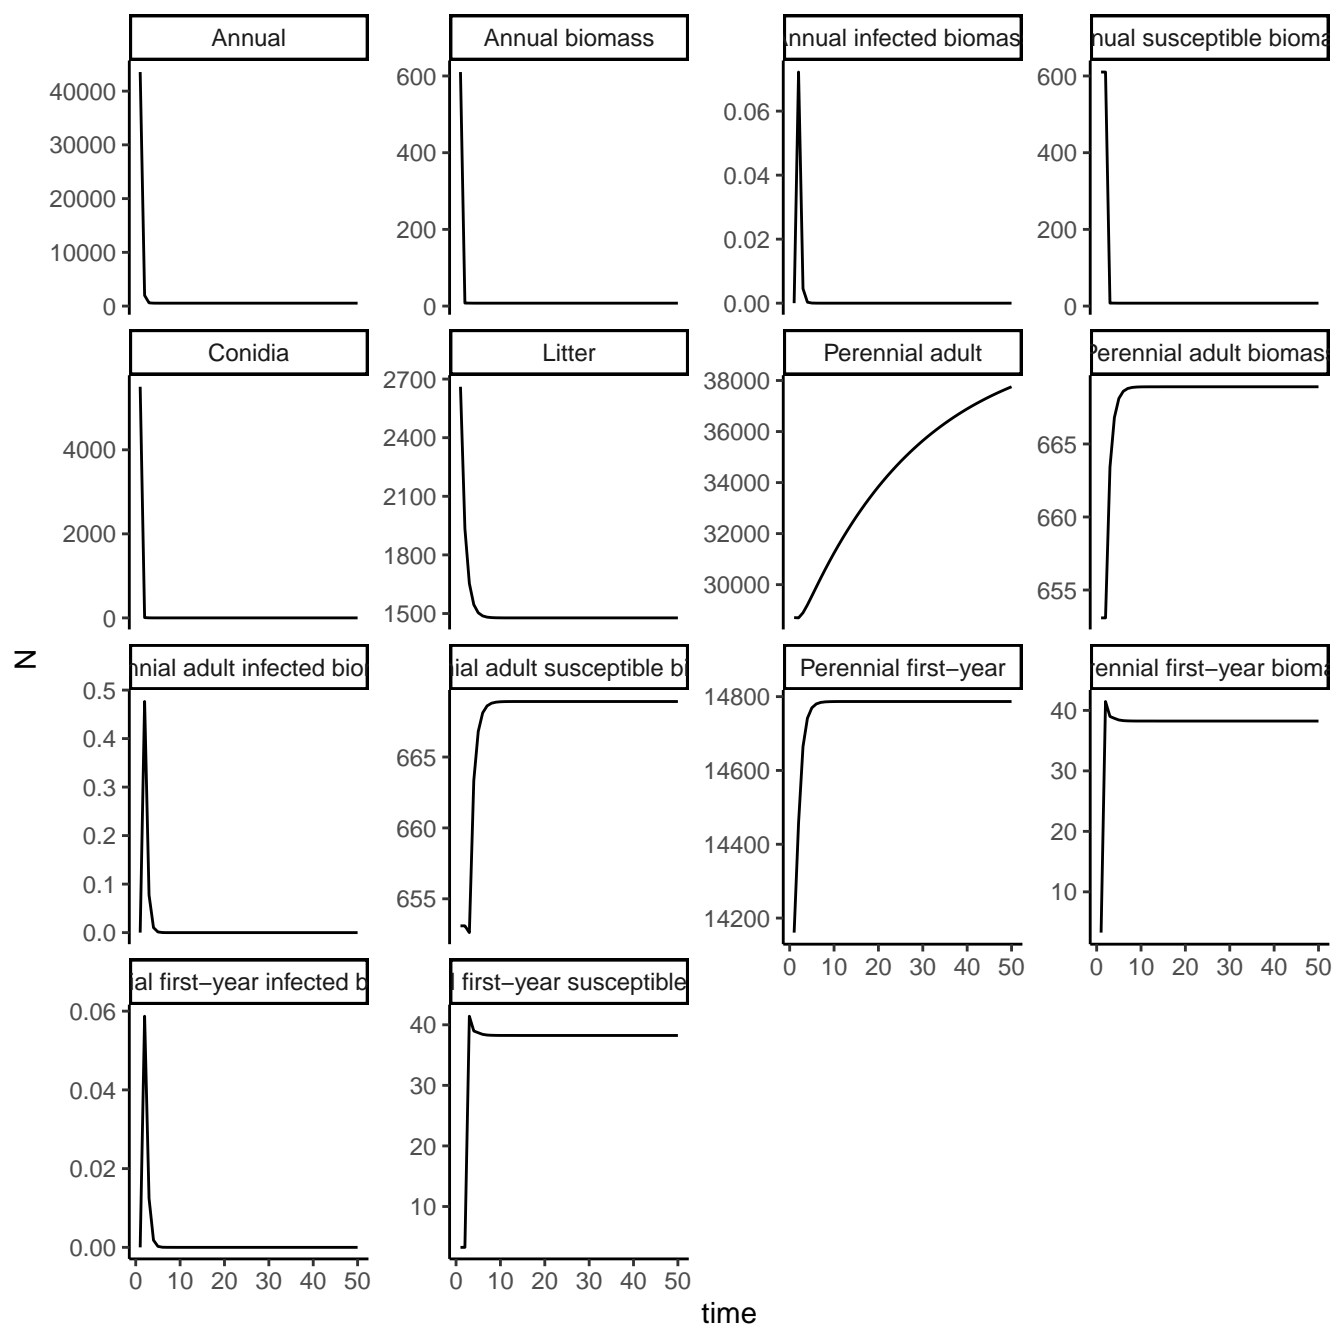 Annual
Annual biomass
nnual infected biomas
nual susceptible bioma
40000
30000
20000
10000
0
600
400
200
0
0.06
0.04
0.02
0.00
600
400
200
0
Conidia
Litter
Perennial adult
Perennial adult biomass
4000
2000
0
2700
2400
2100
1800
1500
38000
36000
34000
32000
30000
665
660
655
N
nnial adult infected bio
ial adult susceptible bi
Perennial first−year
rennial first−year bioma
0.5
0.4
0.3
0.2
0.1
0.0
665
660
655
14800
14600
14400
14200
40
30
20
10
0 10 20 30 40 50
0 10 20 30 40 50
ial first−year infected b
l first−year susceptible
0.06
0.04
0.02
0.00
40
30
20
10
0 10 20 30 40 50
0 10 20 30 40 50
time